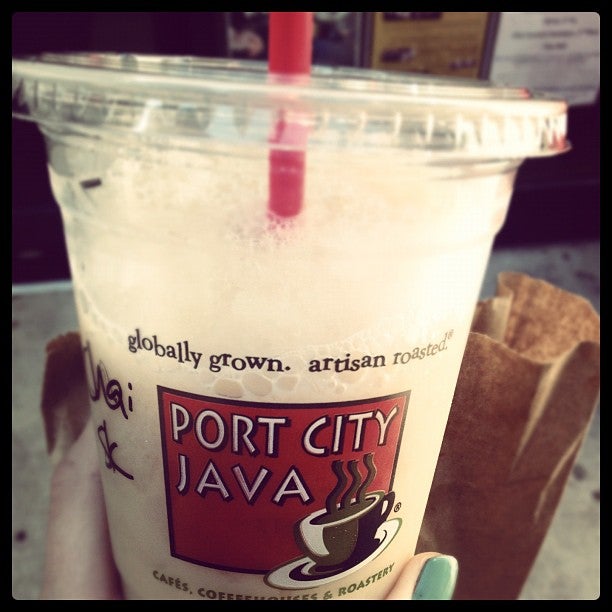 globally grown. artisan roasted.®
PORT CITY
JAVA
®
CAFÉS, COFFEEHOUSES & ROASTERY